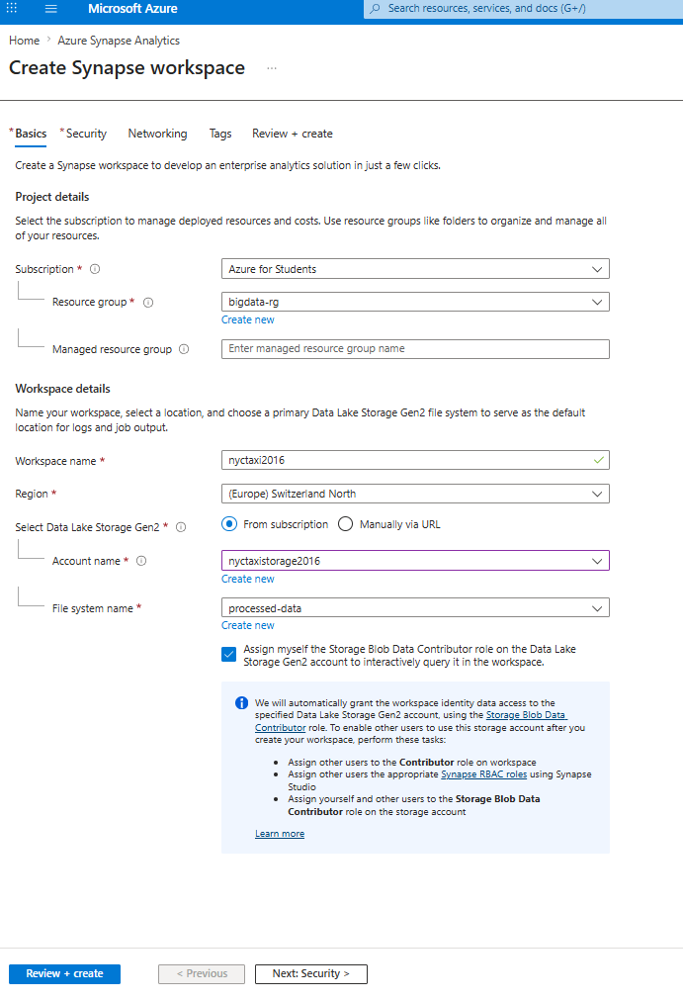 Microsoft Azure
Search resources, services, and docs (G+/)
Home > Azure Synapse Analytics
Create Synapse workspace ...
*Basics *Security Networking Tags Review + create
Create a Synapse workspace to develop an enterprise analytics solution in just a few clicks.
Project details
Select the subscription to manage deployed resources and costs. Use resource groups like folders to organize and manage all
of your resources.
Subscription *
Azure for Students
Resource group *
bigdata-rg
Create new
Managed resource group
Enter managed resource group name
Workspace details
Name your workspace, select a location, and choose a primary Data Lake Storage Gen2 file system to serve as the default
location for logs and job output.
Workspace name *
nyctaxi2016
Region *
(Europe) Switzerland North
Select Data Lake Storage Gen2 *
From subscription
Manually via URL
Account name *
nyctaxistorage2016
Create new
File system name *
processed-data
Create new
Assign myself the Storage Blob Data Contributor role on the Data Lake
Storage Gen2 account to interactively query it in the workspace.
We will automatically grant the workspace identity data access to the
specified Data Lake Storage Gen2 account, using the Storage Blob Data
Contributor role. To enable other users to use this storage account after you
create your workspace, perform these tasks:
• Assign other users to the Contributor role on workspace
• Assign other users the appropriate Synapse RBAC roles using Synapse
Studio
• Assign yourself and other users to the Storage Blob Data
Contributor role on the storage account
Learn more
Review + create
< Previous
Next: Security >